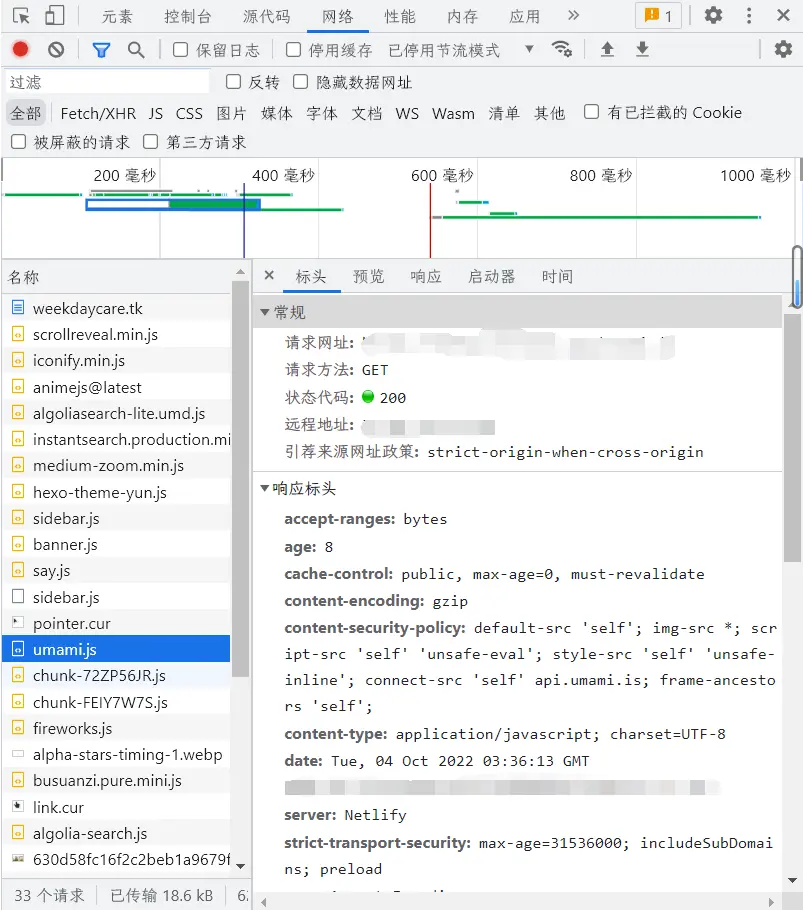 元素 控制台 源代码 网络 性能 内存 应用 1
保留日志 停用缓存 已停用节流模式
过滤 反转 隐藏数据网址
全部 Fetch/XHR JS CSS 图片 媒体 字体 文档 WS Wasm 清单 其他 有已拦截的 Cookie
被屏蔽的请求 第三方请求
200 毫秒 400 毫秒 600 毫秒 800 毫秒 1000 毫秒
名称
weekdaycare.tk
scrollreveal.min.js
iconify.min.js
animejs@latest
algoliasearch-lite.umd.js
instantsearch.production.mi
medium-zoom.min.js
hexo-theme-yun.js
sidebar.js
banner.js
say.js
sidebar.js
pointer.cur
umami.js
chunk-72ZP56JR.js
chunk-FEIY7W7S.js
fireworks.js
alpha-stars-timing-1.webp
busuanzi.pure.mini.js
link.cur
algolia-search.js
630d58fc16f2c2beb1a9679f
33 个请求 已传输 18.6 kB 62
标头 预览 响应 启动器 时间
常规
请求网址:
请求方法: GET
状态代码: 200
远程地址:
引荐来源网址政策: strict-origin-when-cross-origin
响应标头
accept-ranges: bytes
age: 8
cache-control: public, max-age=0, must-revalidate
content-encoding: gzip
content-security-policy: default-src 'self'; img-src *; scr
ipt-src 'self' 'unsafe-eval'; style-src 'self' 'unsafe-
inline'; connect-src 'self' api.umami.is; frame-ancesto
rs 'self';
content-type: application/javascript; charset=UTF-8
date: Tue, 04 Oct 2022 03:36:13 GMT
server: Netlify
strict-transport-security: max-age=31536000; includeSubDomai
ns; preload